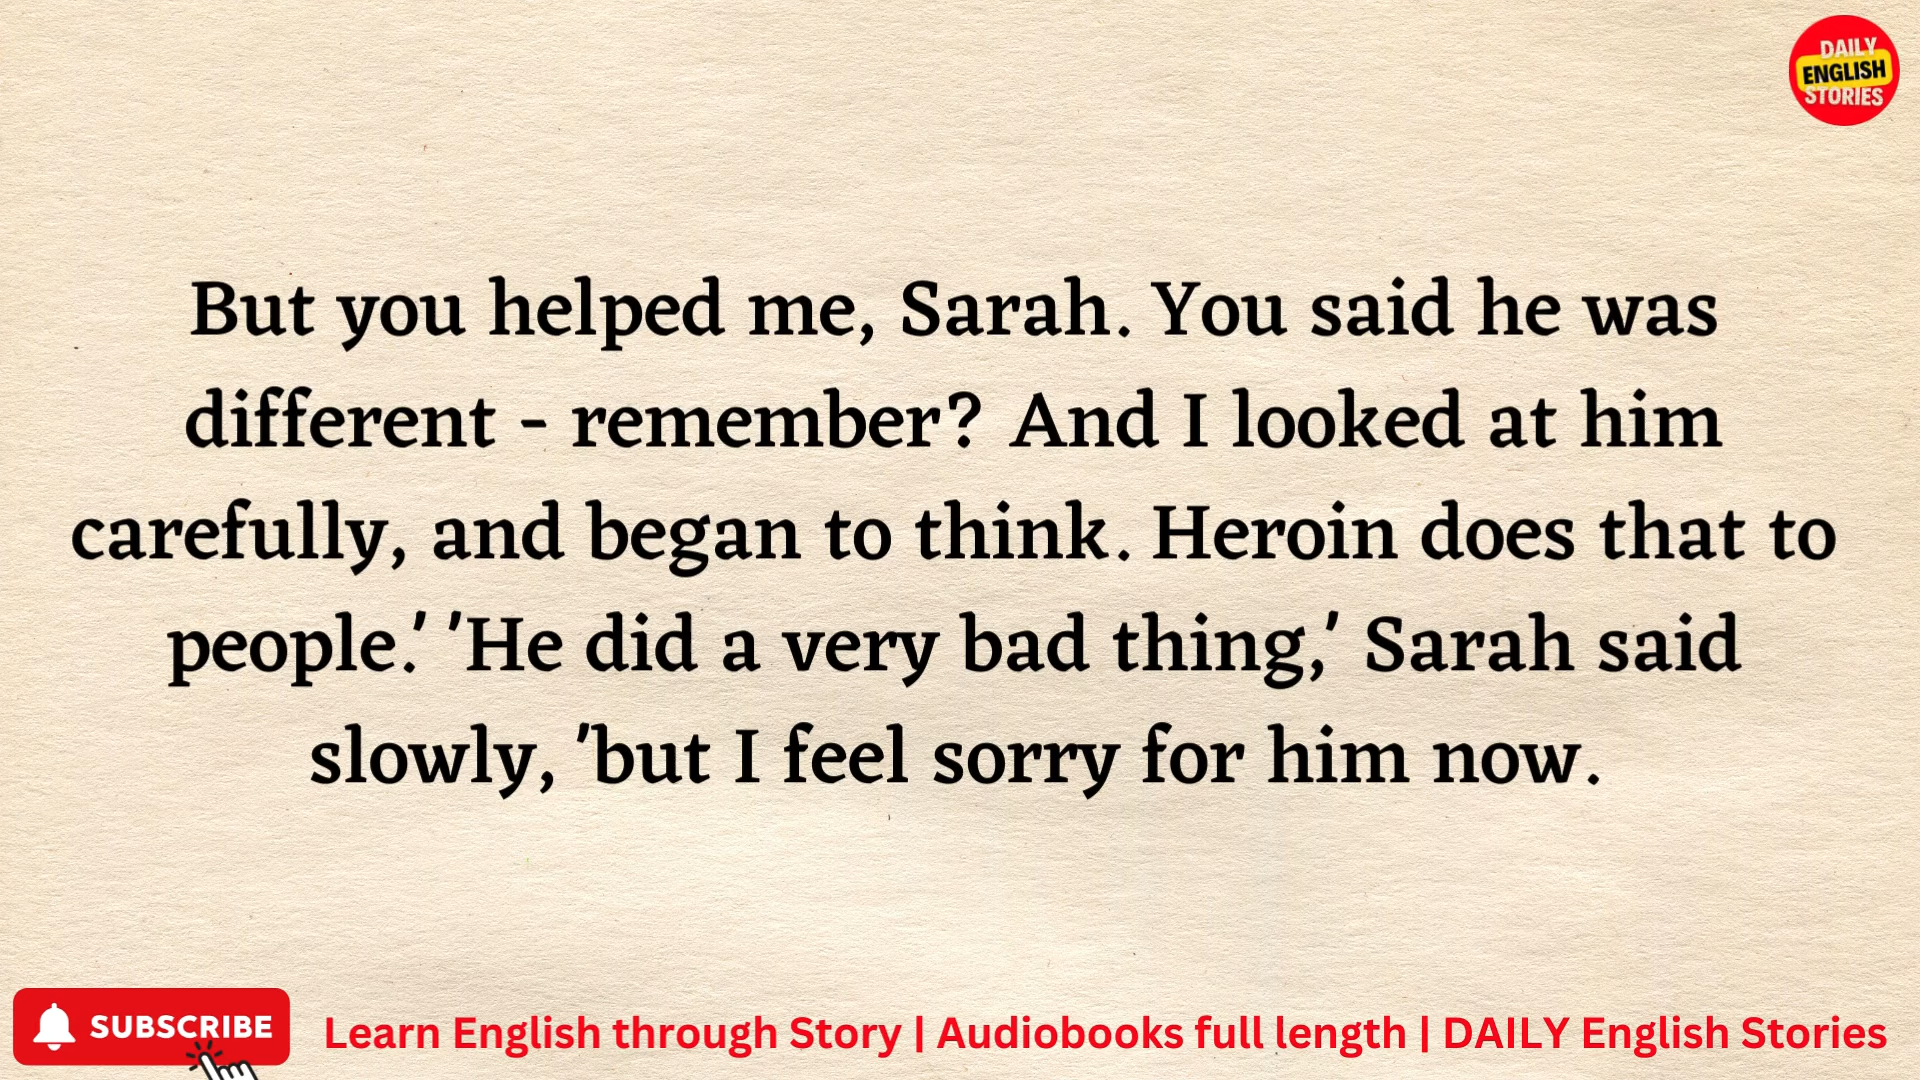 DAILY
ENGLISH
STORIES
But you helped me, Sarah. You said he was
different - remember? And I looked at him
carefully, and began to think. Heroin does that to
people.' 'He did a very bad thing,' Sarah said
slowly, 'but I feel sorry for him now.
SUBSCRIBE
Learn English through Story | Audiobooks full length | DAILY English Stories